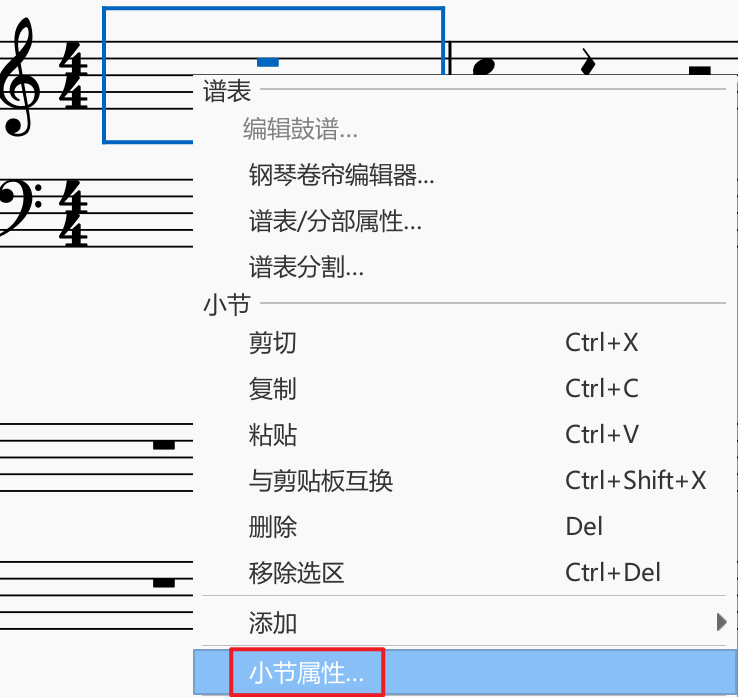 谱表
编辑鼓谱...
钢琴卷帘编辑器...
谱表/分部属性...
谱表分割...
小节
剪切 Ctrl+X
复制 Ctrl+C
粘贴 Ctrl+V
与剪贴板互换 Ctrl+Shift+X
删除 Del
移除选区 Ctrl+Del
添加
小节属性...